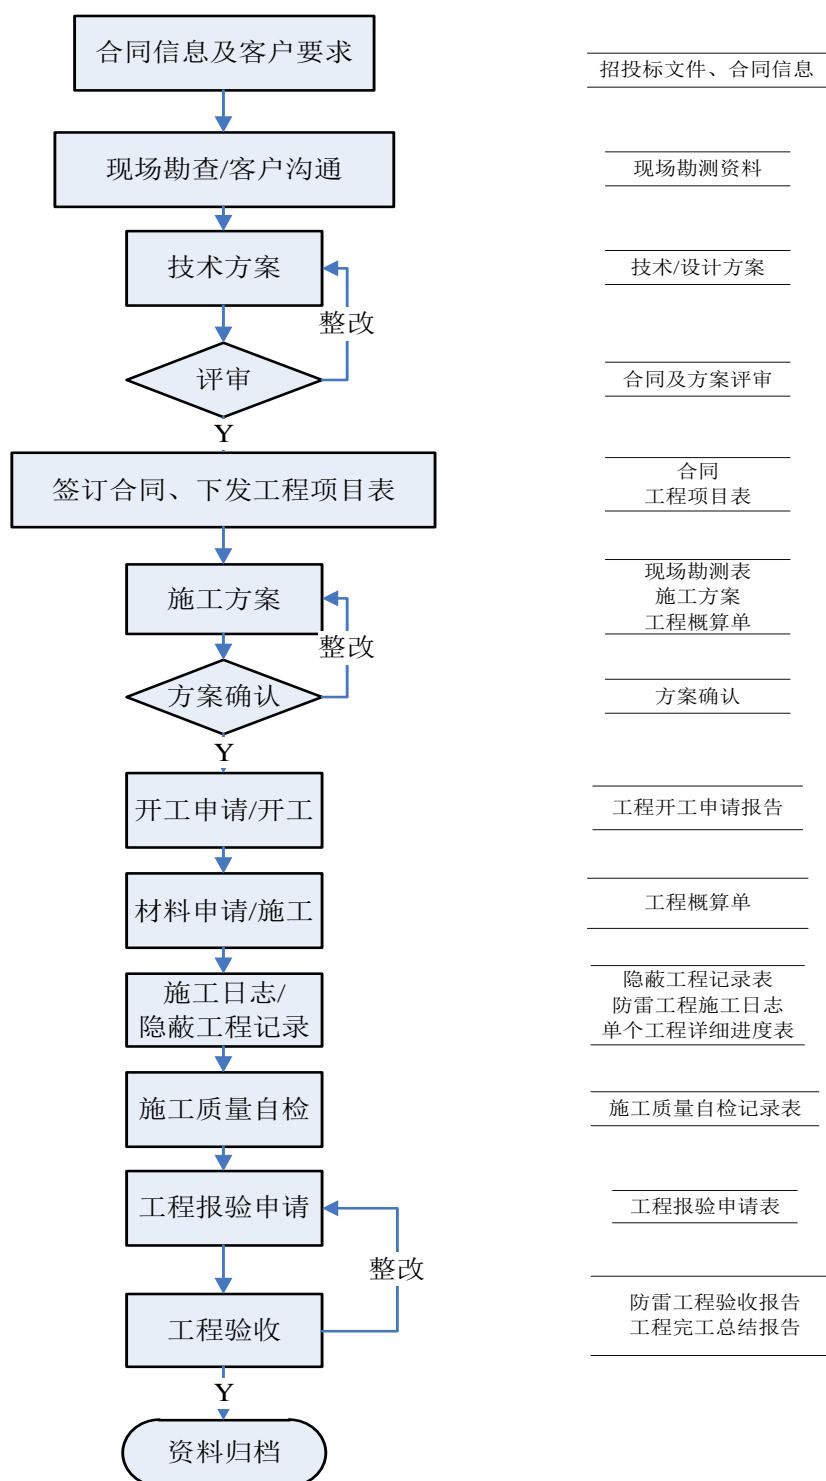 合同信息及客户要求
招投标文件、合同信息
现场勘查/客户沟通
现场勘测资料
技术方案
技术/设计方案
整改
评审
合同及方案评审
Y
签订合同、下发工程项目表
合同
工程项目表
施工方案
现场勘测表
施工方案
工程概算单
整改
方案确认
方案确认
Y
开工申请/开工
工程开工申请报告
材料申请/施工
工程概算单
施工日志/
隐蔽工程记录
隐蔽工程记录表
防雷工程施工日志
单个工程详细进度表
施工质量自检
施工质量自检记录表
工程报验申请
工程报验申请表
整改
工程验收
防雷工程验收报告
工程完工总结报告
Y
资料归档